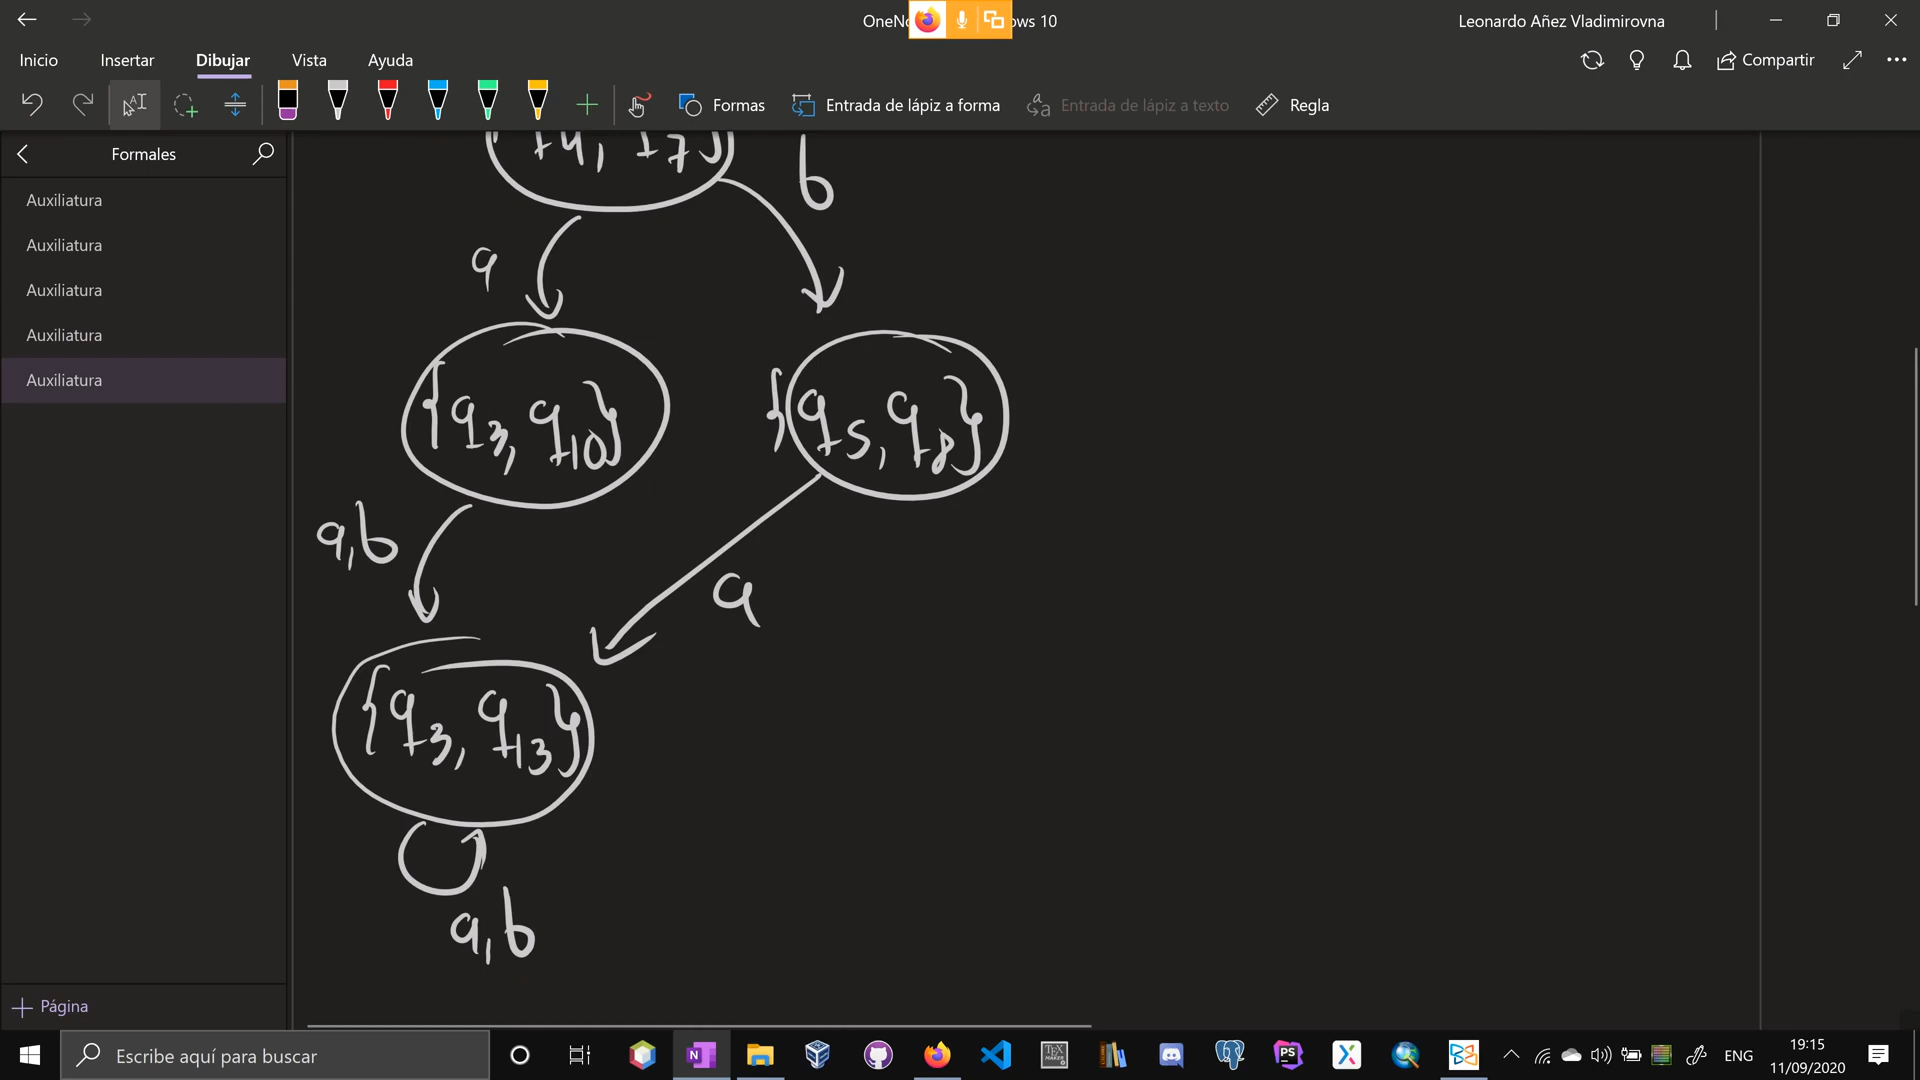 OneNo
ows 10
Leonardo Añez Vladimirovna
Inicio Insertar Dibujar Vista Ayuda
Compartir
Formas Entrada de lápiz a forma Entrada de lápiz a texto Regla
Formales
Auxiliatura
Auxiliatura
Auxiliatura
Auxiliatura
Auxiliatura
b
a
{q3, q10}
{q5, q8}
a,b
a
{q3, q13}
a,b
Página
Escribe aquí para buscar
ENG
19:15
11/09/2020